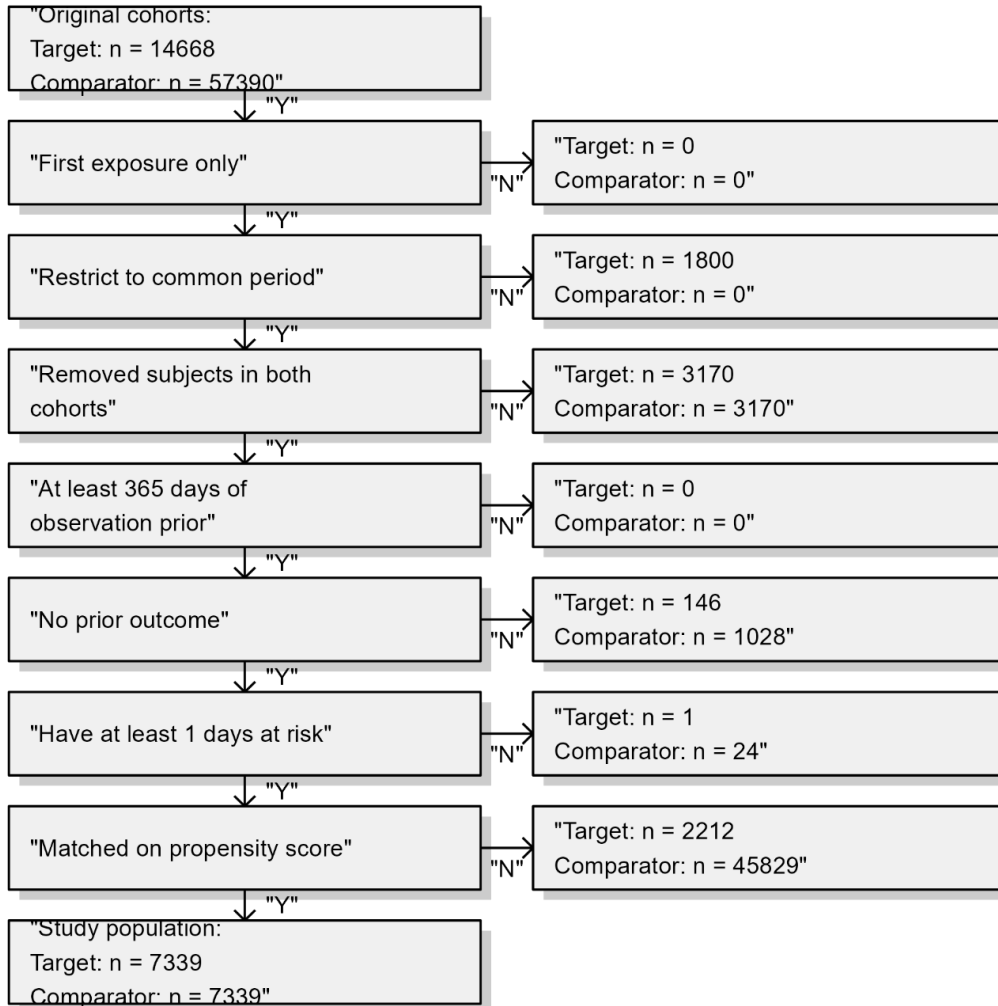 "Original cohorts:
Target: n = 14668
Comparator: n = 57390"
"Y"
"First exposure only"
"N"
"Target: n = 0
Comparator: n = 0"
"Y"
"Restrict to common period"
"N"
"Target: n = 1800
Comparator: n = 0"
"Y"
"Removed subjects in both
cohorts"
"N"
"Target: n = 3170
Comparator: n = 3170"
"Y"
"At least 365 days of
observation prior"
"N"
"Target: n = 0
Comparator: n = 0"
"Y"
"No prior outcome"
"N"
"Target: n = 146
Comparator: n = 1028"
"Y"
"Have at least 1 days at risk"
"N"
"Target: n = 1
Comparator: n = 24"
"Y"
"Matched on propensity score"
"N"
"Target: n = 2212
Comparator: n = 45829"
"Y"
"Study population:
Target: n = 7339
Comparator: n = 7339"